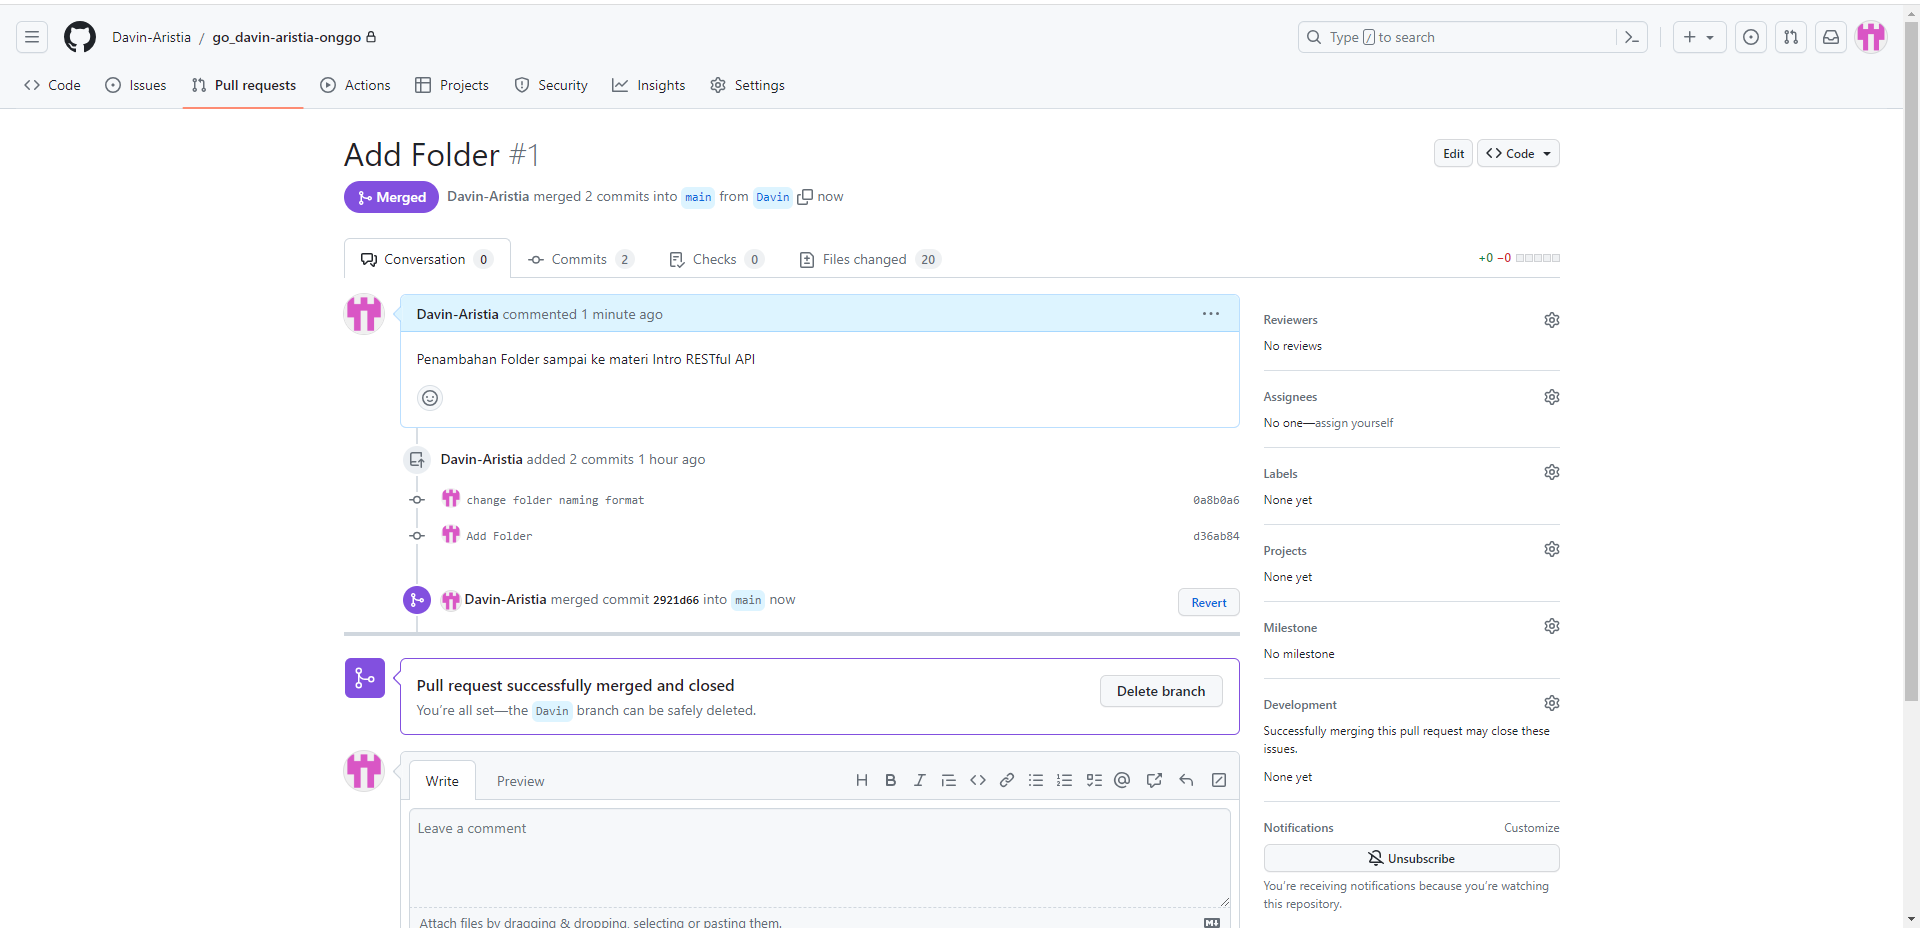 Davin-Aristia / go_davin-aristia-onggo
Type / to search
Code
Issues
Pull requests
Actions
Projects
Security
Insights
Settings
Add Folder #1
Edit
Code
Merged
Davin-Aristia merged 2 commits into main from Davin now
Conversation 0
Commits 2
Checks 0
Files changed 20
+0 −0
Davin-Aristia commented 1 minute ago
Penambahan Folder sampai ke materi Intro RESTful API
Davin-Aristia added 2 commits 1 hour ago
change folder naming format 0a8b0a6
Add Folder d36ab84
Davin-Aristia merged commit 2921d66 into main now
Revert
Pull request successfully merged and closed
You're all set—the Davin branch can be safely deleted.
Delete branch
Write
Preview
Leave a comment
Attach files by dragging & dropping, selecting or pasting them.
Reviewers
No reviews
Assignees
No one—assign yourself
Labels
None yet
Projects
None yet
Milestone
No milestone
Development
Successfully merging this pull request may close these
issues.
None yet
Notifications
Customize
Unsubscribe
You're receiving notifications because you're watching
this repository.